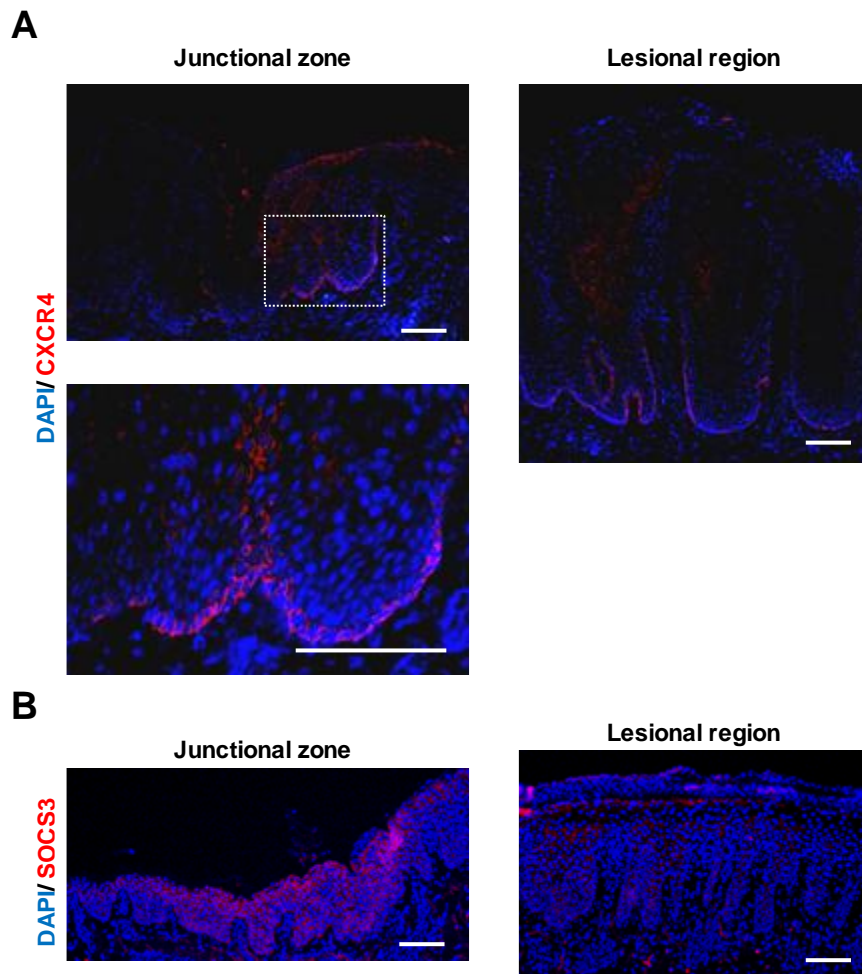 A
Junctional zone
Lesional region
DAPI/ CXCR4
B
Junctional zone
Lesional region
DAPI/ SOCS3